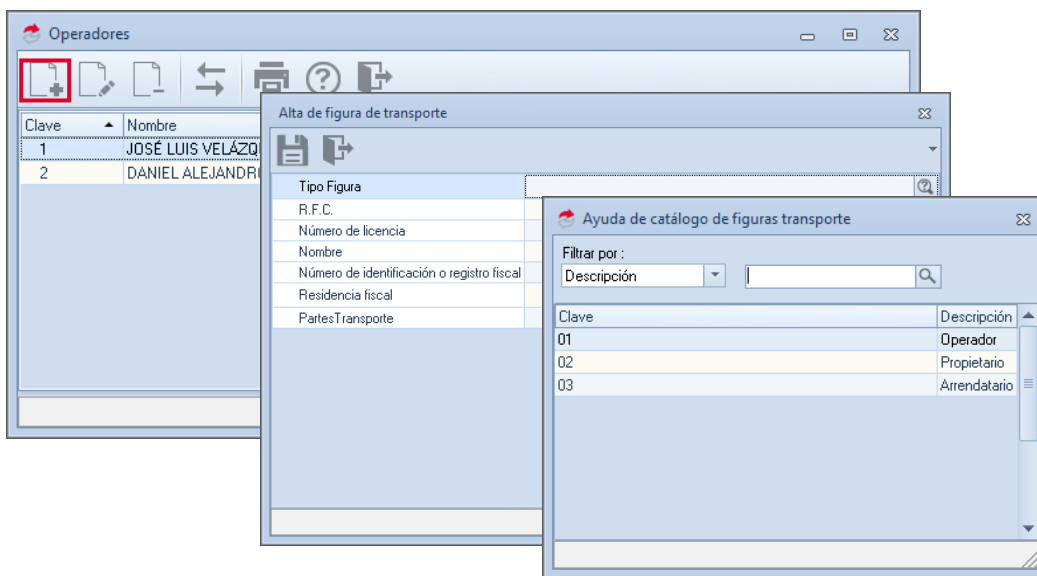 Operadores
Clave Nombre
1 JOSÉ LUIS
2 DANIEL
Alta de figura de transporte
Tipo Figura
R.F.C.
Número de licencia
Nombre
Número de identificación o registro fiscal
Residencia fiscal
PartesTransporte
Ayuda de catálogo de figuras transporte
Filtrar por :
Descripción
Clave Descripción
01 Operador
02 Propietario
03 Arrendatario